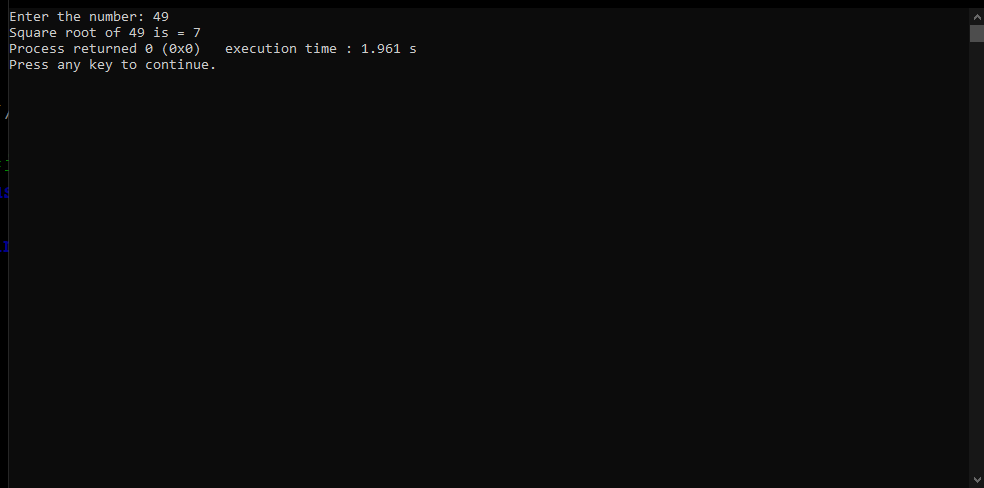 Enter the number: 49
Square root of 49 is = 7
Process returned 0 (0x0)   execution time : 1.961 s
Press any key to continue.